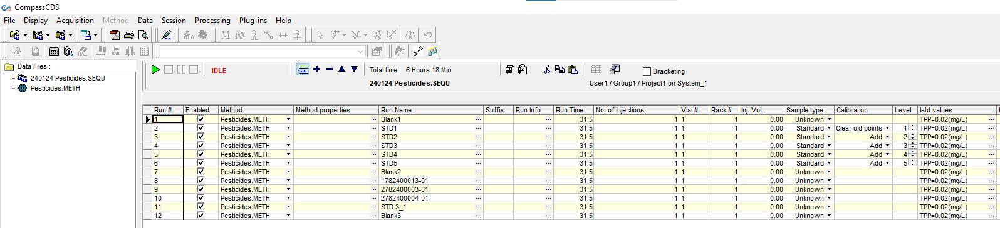 CompassCDS
File Display Acquisition Method Data Session Processing Plug-ins Help
Data Files :
240124 Pesticides.SEQU
Pesticides.METH
IDLE
Total time : 6 Hours 18 Min
Bracketing
240124 Pesticides.SEQU
User1 / Group1 / Project1 on System_1
Run # Enabled Method Method properties Run Name Suffix Run Info Run Time No. of Injections Vial # Rack # Inj. Vol. Sample type Calibration Level Istd values
1 Pesticides.METH ... Blank1 ... ... 31.5 1 1 1 0.00 Unknown TPP=0.02(mg/L) ...
2 Pesticides.METH ... STD1 ... ... 31.5 1 1 1 0.00 Standard Clear old points 1 TPP=0.02(mg/L) ...
3 Pesticides.METH ... STD2 ... ... 31.5 1 1 1 0.00 Standard Add 2 TPP=0.02(mg/L) ...
4 Pesticides.METH ... STD3 ... ... 31.5 1 1 1 0.00 Standard Add 3 TPP=0.02(mg/L) ...
5 Pesticides.METH ... STD4 ... ... 31.5 1 1 1 0.00 Standard Add 4 TPP=0.02(mg/L) ...
6 Pesticides.METH ... STD5 ... ... 31.5 1 1 1 0.00 Standard Add 5 TPP=0.02(mg/L) ...
7 Pesticides.METH ... Blank2 ... ... 31.5 1 1 1 0.00 Unknown TPP=0.02(mg/L) ...
8 Pesticides.METH ... 1782400013-01 ... ... 31.5 1 1 1 0.00 Unknown TPP=0.02(mg/L) ...
9 Pesticides.METH ... 2782400003-01 ... ... 31.5 1 1 1 0.00 Unknown TPP=0.02(mg/L) ...
10 Pesticides.METH ... 2782400004-01 ... ... 31.5 1 1 1 0.00 Unknown TPP=0.02(mg/L) ...
11 Pesticides.METH ... STD 3_1 ... ... 31.5 1 1 1 0.00 Unknown TPP=0.02(mg/L) ...
12 Pesticides.METH ... Blank3 ... ... 31.5 1 1 1 0.00 Unknown TPP=0.02(mg/L) ...